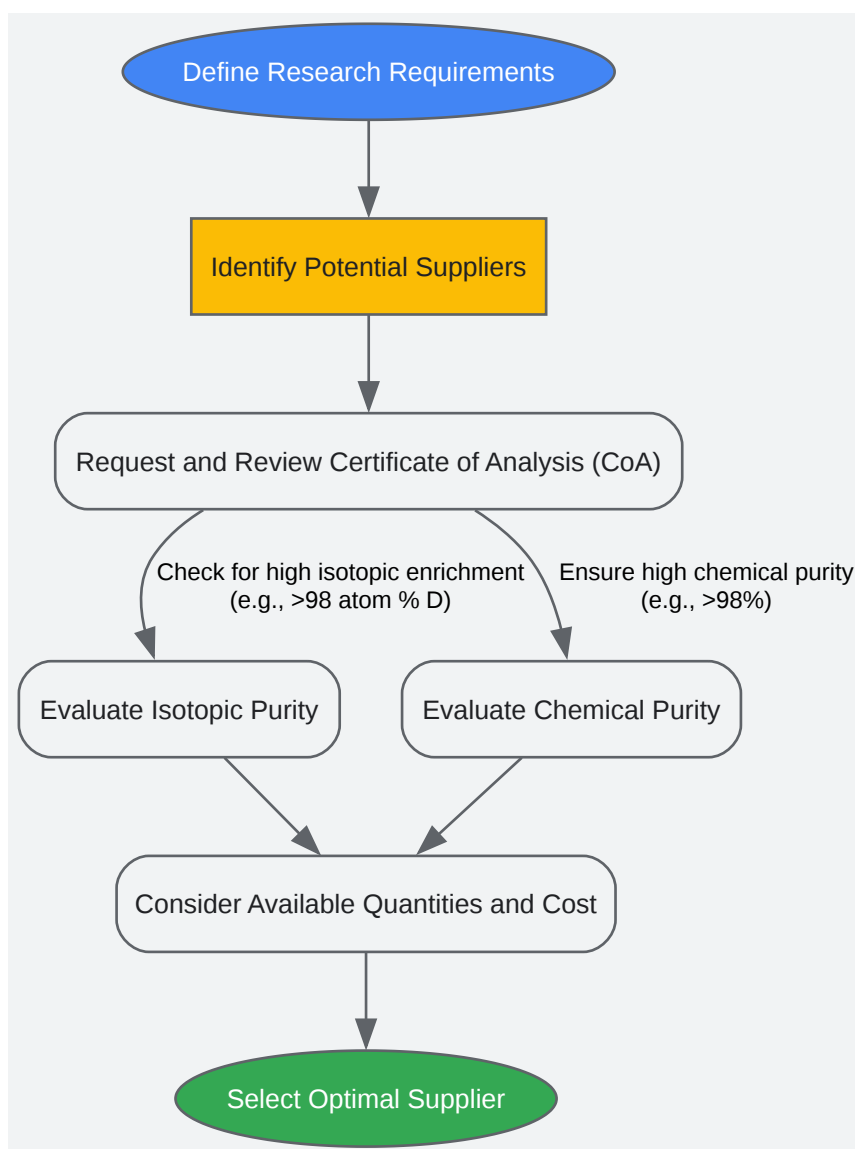 Define Research Requirements
Identify Potential Suppliers
Request and Review Certificate of Analysis (CoA)
Check for high isotopic enrichment
(e.g., >98 atom % D)
Ensure high chemical purity
(e.g., >98%)
Evaluate Isotopic Purity
Evaluate Chemical Purity
Consider Available Quantities and Cost
Select Optimal Supplier